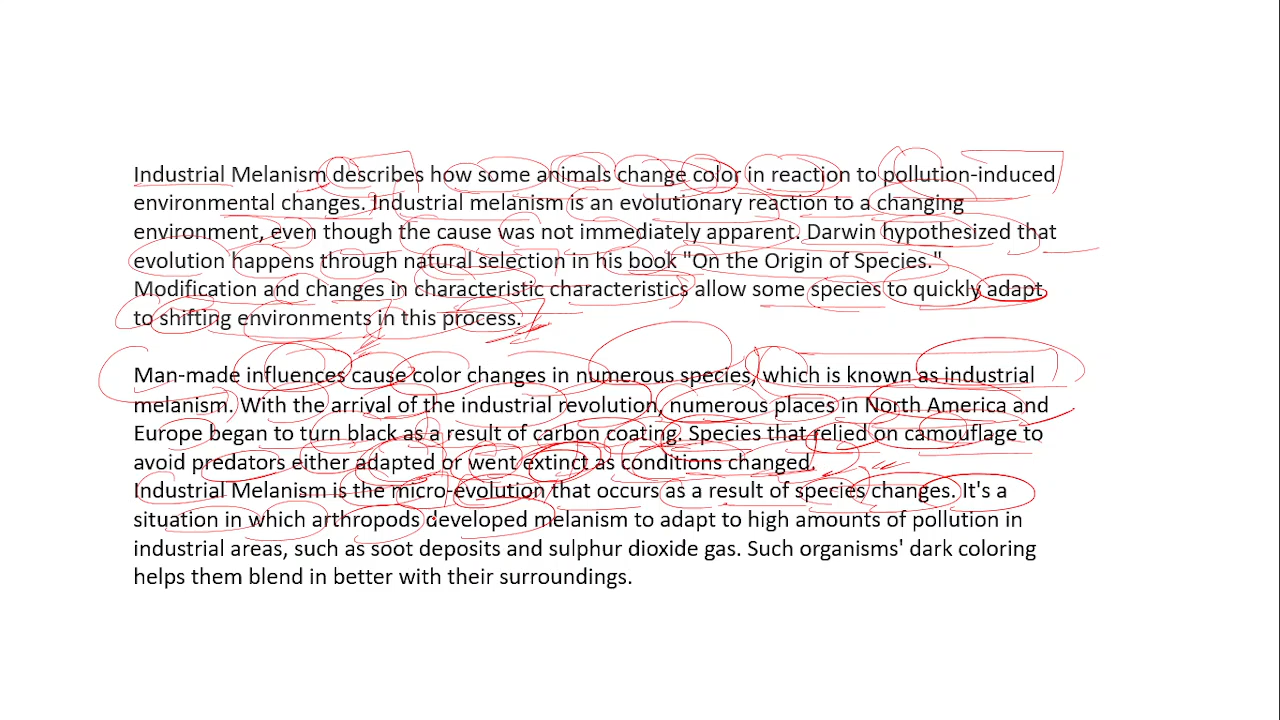 Industrial Melanism describes how some animals change color in reaction to pollution-induced
environmental changes. Industrial melanism is an evolutionary reaction to a changing
environment, even though the cause was not immediately apparent. Darwin hypothesized that
evolution happens through natural selection in his book "On the Origin of Species."
Modification and changes in characteristic characteristics allow some species to quickly adapt
to shifting environments in this process.
Man-made influences cause color changes in numerous species, which is known as industrial
melanism. With the arrival of the industrial revolution, numerous places in North America and
Europe began to turn black as a result of carbon coating. Species that relied on camouflage to
avoid predators either adapted or went extinct as conditions changed.
Industrial Melanism is the micro-evolution that occurs as a result of species changes. It's a
situation in which arthropods developed melanism to adapt to high amounts of pollution in
industrial areas, such as soot deposits and sulphur dioxide gas. Such organisms' dark coloring
helps them blend in better with their surroundings.